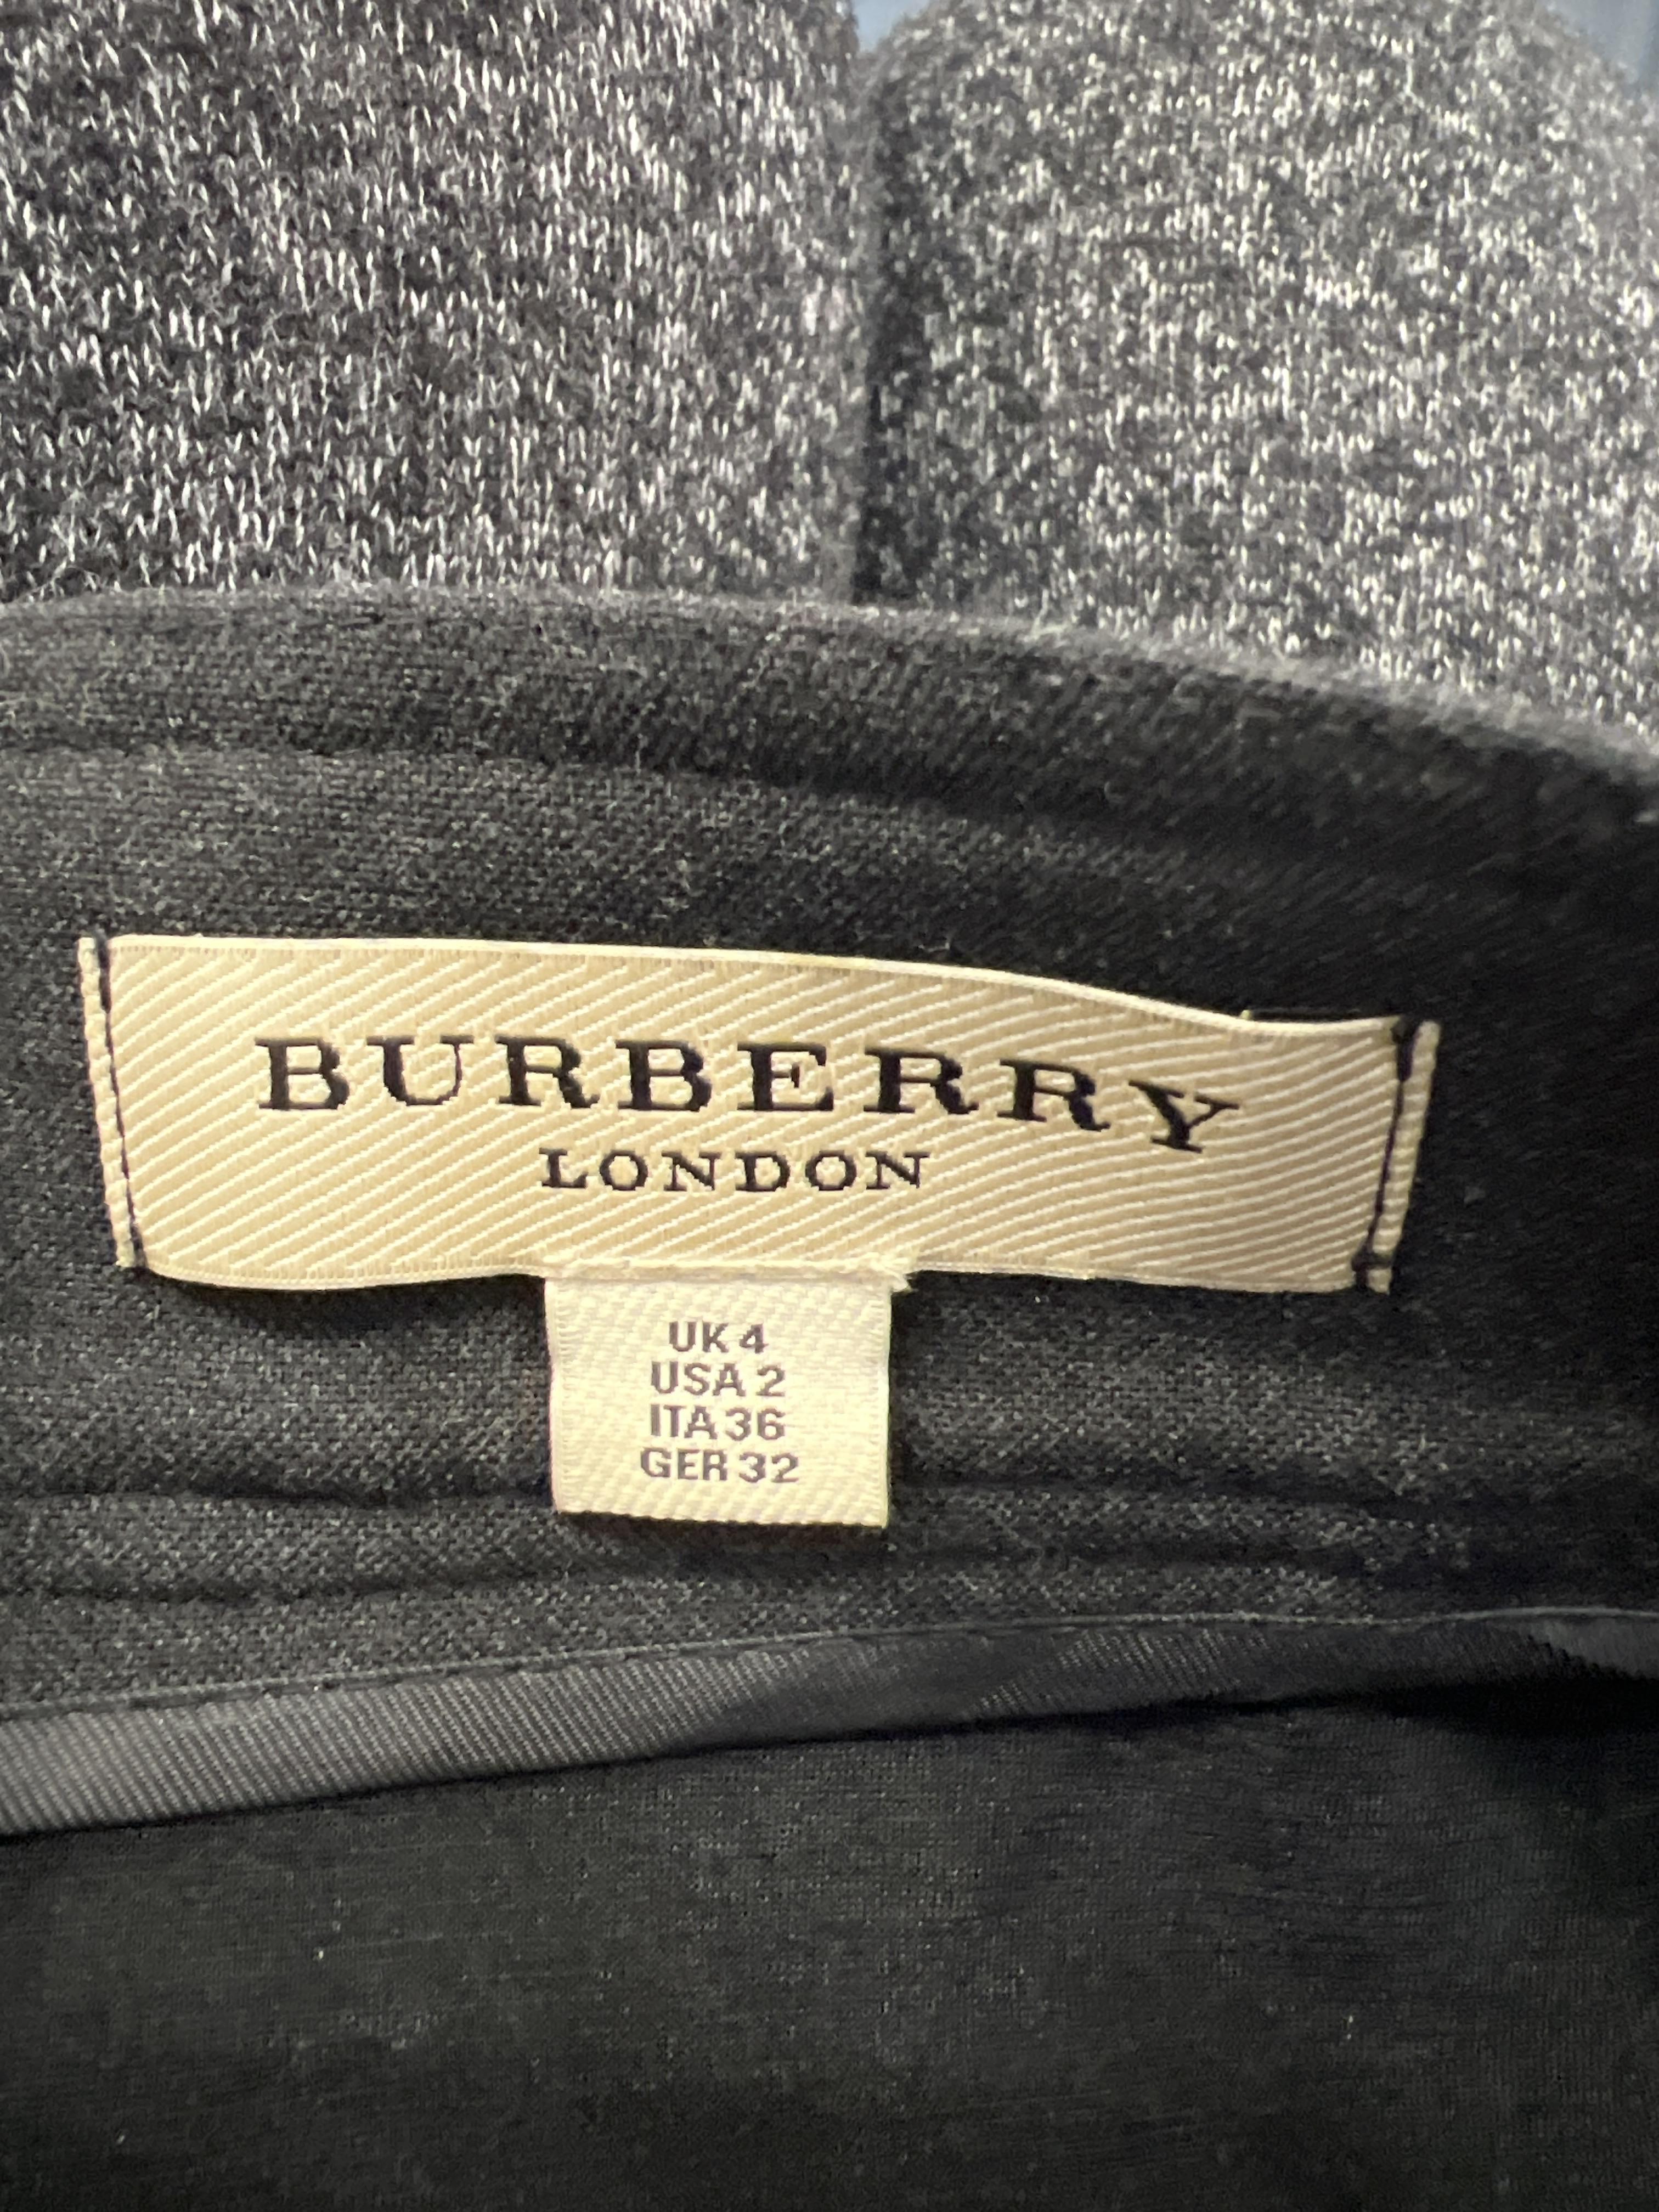 BURBERRY
LONDON
UK 4
USA 2
ITA 36
GER 32